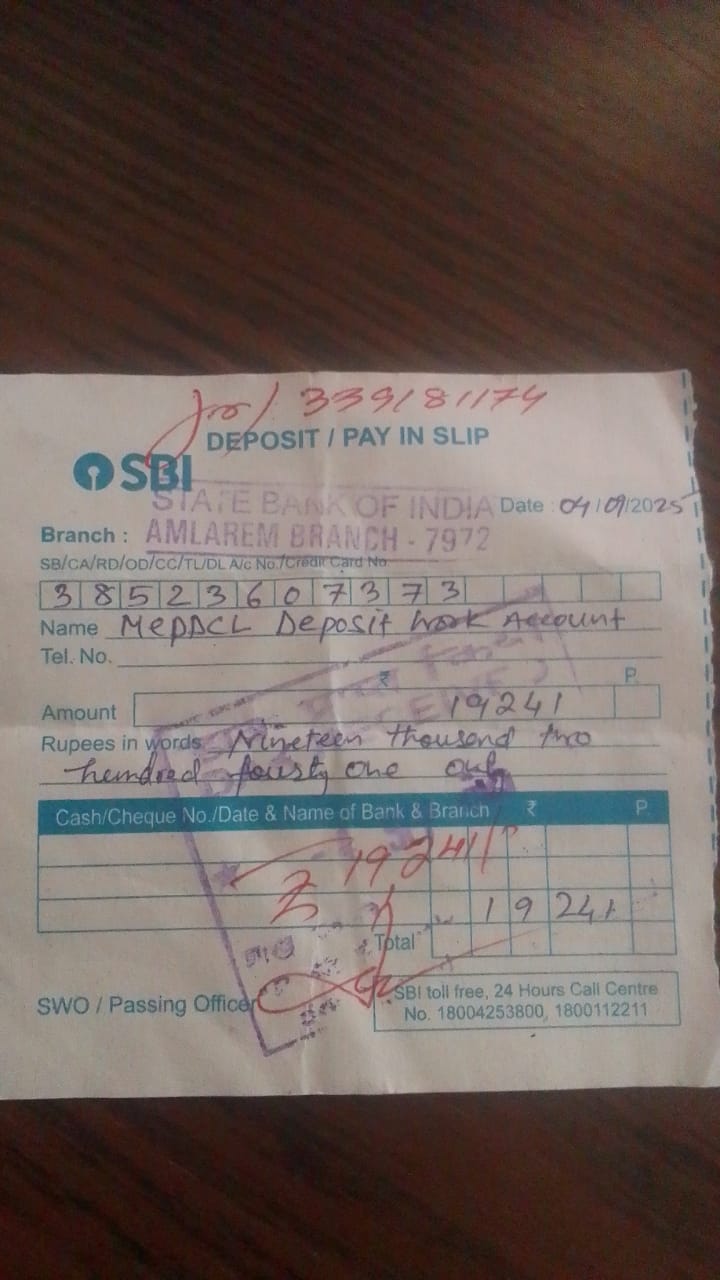 Jr/ 339181174
DEPOSIT / PAY IN SLIP
SBI
STATE BANK OF INDIA Date : 04/09/2025
Branch : AMLAREM BRANCH - 7972
SB/CA/RD/OD/CC/TL/DL A/c No./Credit Card No.
38523607373
Name MePDCL Deposit work Account
Tel. No.
₹ P.
Amount 19241
Rupees in words Nineteen thousand two
hundred fourty one only
Cash/Cheque No./Date & Name of Bank & Branch ₹ P.
19241/-
19241
Total
SWO / Passing Officer
SBI toll free, 24 Hours Call Centre
No. 18004253800, 1800112211